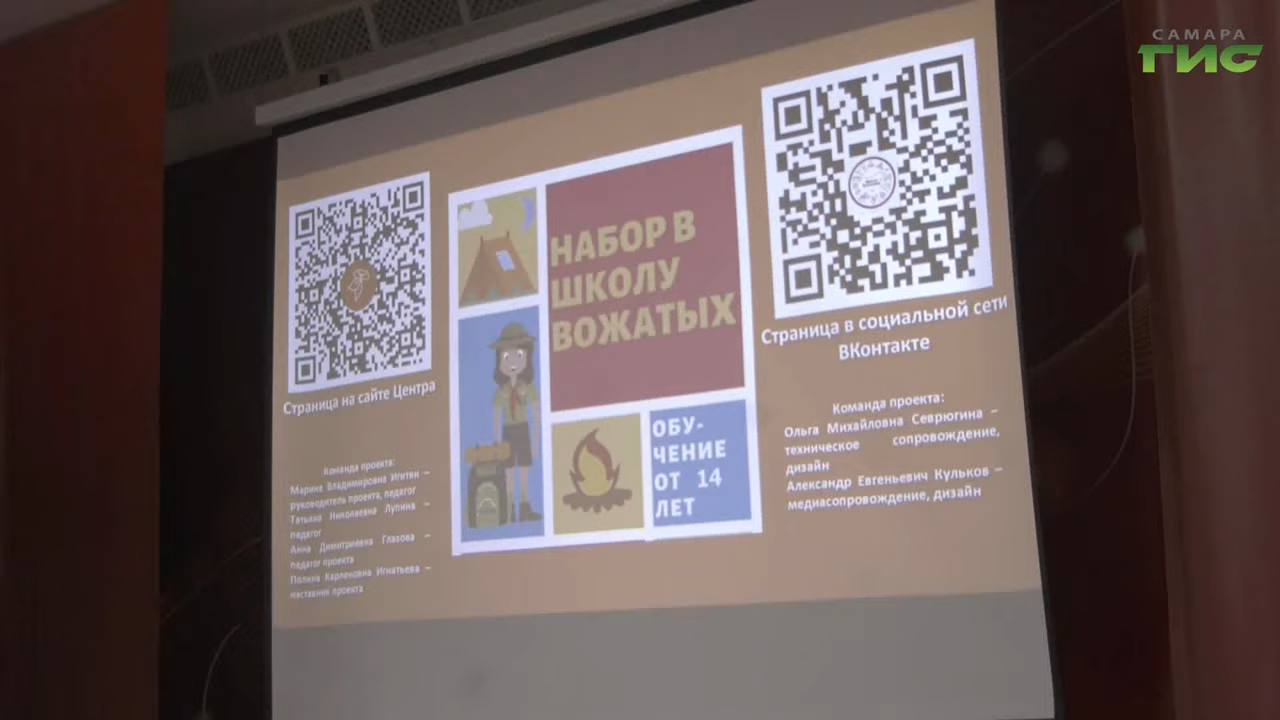 САМАРА
ГИС
НАБОР В
ШКОЛУ
ВОЖАТЫХ
ОБУ-
ЧЕНИЕ
ОТ 14
ЛЕТ
Страница на сайте Центра
Команда проекта:
Марина Владимировна Игитян –
руководитель проекта, педагог
Татьяна Николаевна Лупина –
педагог
Анна Димитриевна Глазова –
педагог проекта
Полина Карленовна Игнатьева –
наставник проекта
Страница в социальной сети
ВКонтакте
Команда проекта:
Ольга Михайловна Севрюгина –
техническое сопровождение,
дизайн
Александр Евгеньевич Кульков –
медиасопровождение, дизайн